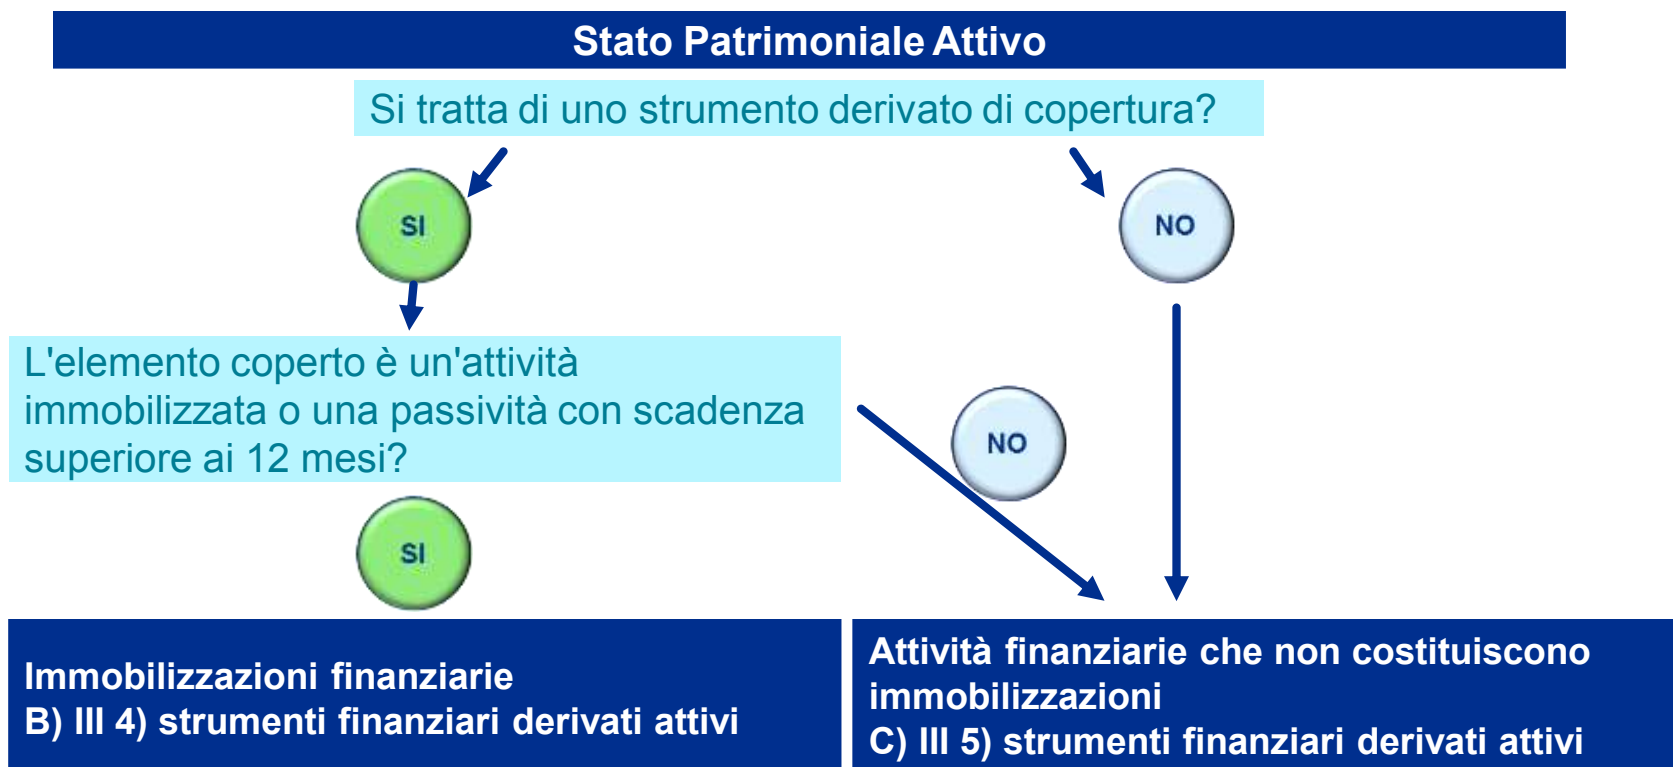 Stato Patrimoniale Attivo
Si tratta di uno strumento derivato di copertura?
SI
NO
L'elemento coperto è un'attività
immobilizzata o una passività con scadenza
superiore ai 12 mesi?
NO
SI
Immobilizzazioni finanziarie
B) III 4) strumenti finanziari derivati attivi
Attività finanziarie che non costituiscono
immobilizzazioni
C) III 5) strumenti finanziari derivati attivi